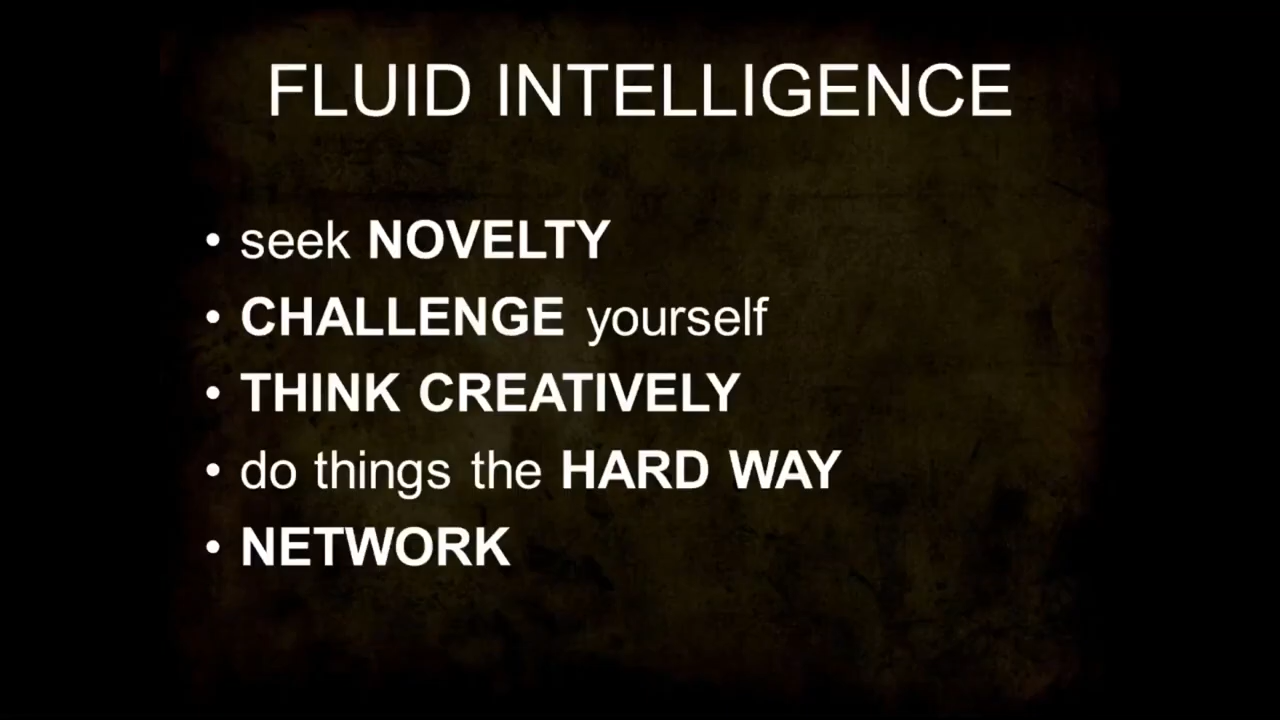 FLUID INTELLIGENCE
• seek NOVELTY
• CHALLENGE yourself
• THINK CREATIVELY
• do things the HARD WAY
• NETWORK